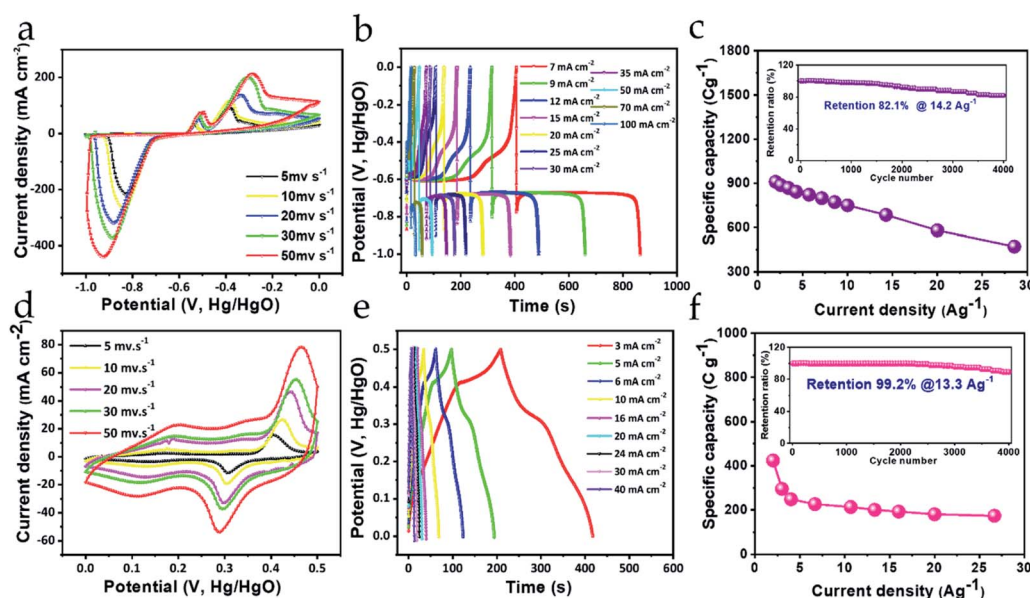 a
Current density (mA cm⁻²)
200
0
-200
-400
5mv s⁻¹
10mv s⁻¹
20mv s⁻¹
30mv s⁻¹
50mv s⁻¹
-1.0 -0.8 -0.6 -0.4 -0.2 0.0
Potential (V, Hg/HgO)
b
Potential (V, Hg/HgO)
0.0
-0.2
-0.4
-0.6
-0.8
-1.0
7 mA cm⁻²
9 mA cm⁻²
12 mA cm⁻²
15 mA cm⁻²
20 mA cm⁻²
25 mA cm⁻²
30 mA cm⁻²
35 mA cm⁻²
50 mA cm⁻²
70 mA cm⁻²
100 mA cm⁻²
0 200 400 600 800 1000
Time (s)
c
Specific capacity (Cg⁻¹)
1800
1500
1200
900
600
300
Retention ratio (%)
120
80
40
0
Retention 82.1% @ 14.2 Ag⁻¹
0 1000 2000 3000 4000
Cycle number
0 5 10 15 20 25 30
Current density (Ag⁻¹)
d
Current density (mA cm⁻²)
80
60
40
20
0
-20
-40
-60
5 mv.s⁻¹
10 mv.s⁻¹
20 mv.s⁻¹
30 mv.s⁻¹
50 mv.s⁻¹
0.0 0.1 0.2 0.3 0.4 0.5
Potential (V, Hg/HgO)
e
Potential (V, Hg/HgO)
0.5
0.4
0.3
0.2
0.1
0.0
3 mA cm⁻²
5 mA cm⁻²
6 mA cm⁻²
10 mA cm⁻²
16 mA cm⁻²
20 mA cm⁻²
24 mA cm⁻²
30 mA cm⁻²
40 mA cm⁻²
0 100 200 300 400 500 600
Time (s)
f
Specific capacity (C g⁻¹)
1000
800
600
400
200
0
Retention ratio (%)
120
80
40
0
Retention 99.2% @13.3 Ag⁻¹
0 1000 2000 3000 4000
Cycle number
0 5 10 15 20 25 30
Current density (Ag⁻¹)